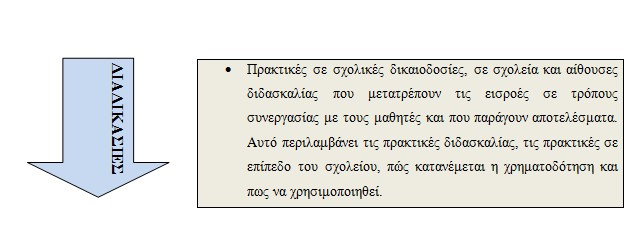 ΔΙΑΔΙΚΑΣΙΕΣ
• Πρακτικές σε σχολικές δικαιοδοσίες, σε σχολεία και αίθουσες
διδασκαλίας που μετατρέπουν τις εισροές σε τρόπους
συνεργασίας με τους μαθητές και που παράγουν αποτελέσματα.
Αυτό περιλαμβάνει τις πρακτικές διδασκαλίας, τις πρακτικές σε
επίπεδο του σχολείου, πώς κατανέμεται η χρηματοδότηση και
πως να χρησιμοποιηθεί.